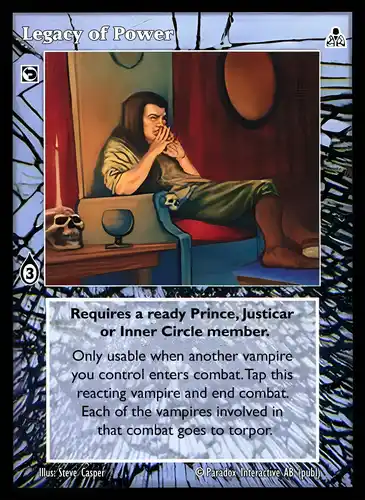 Legacy of Power
3
Requires a ready Prince, Justicar
or Inner Circle member.
Only usable when another vampire
you control enters combat. Tap this
reacting vampire and end combat.
Each of the vampires involved in
that combat goes to torpor.
Illus: Steve Casper © Paradox Interactive AB (publ)